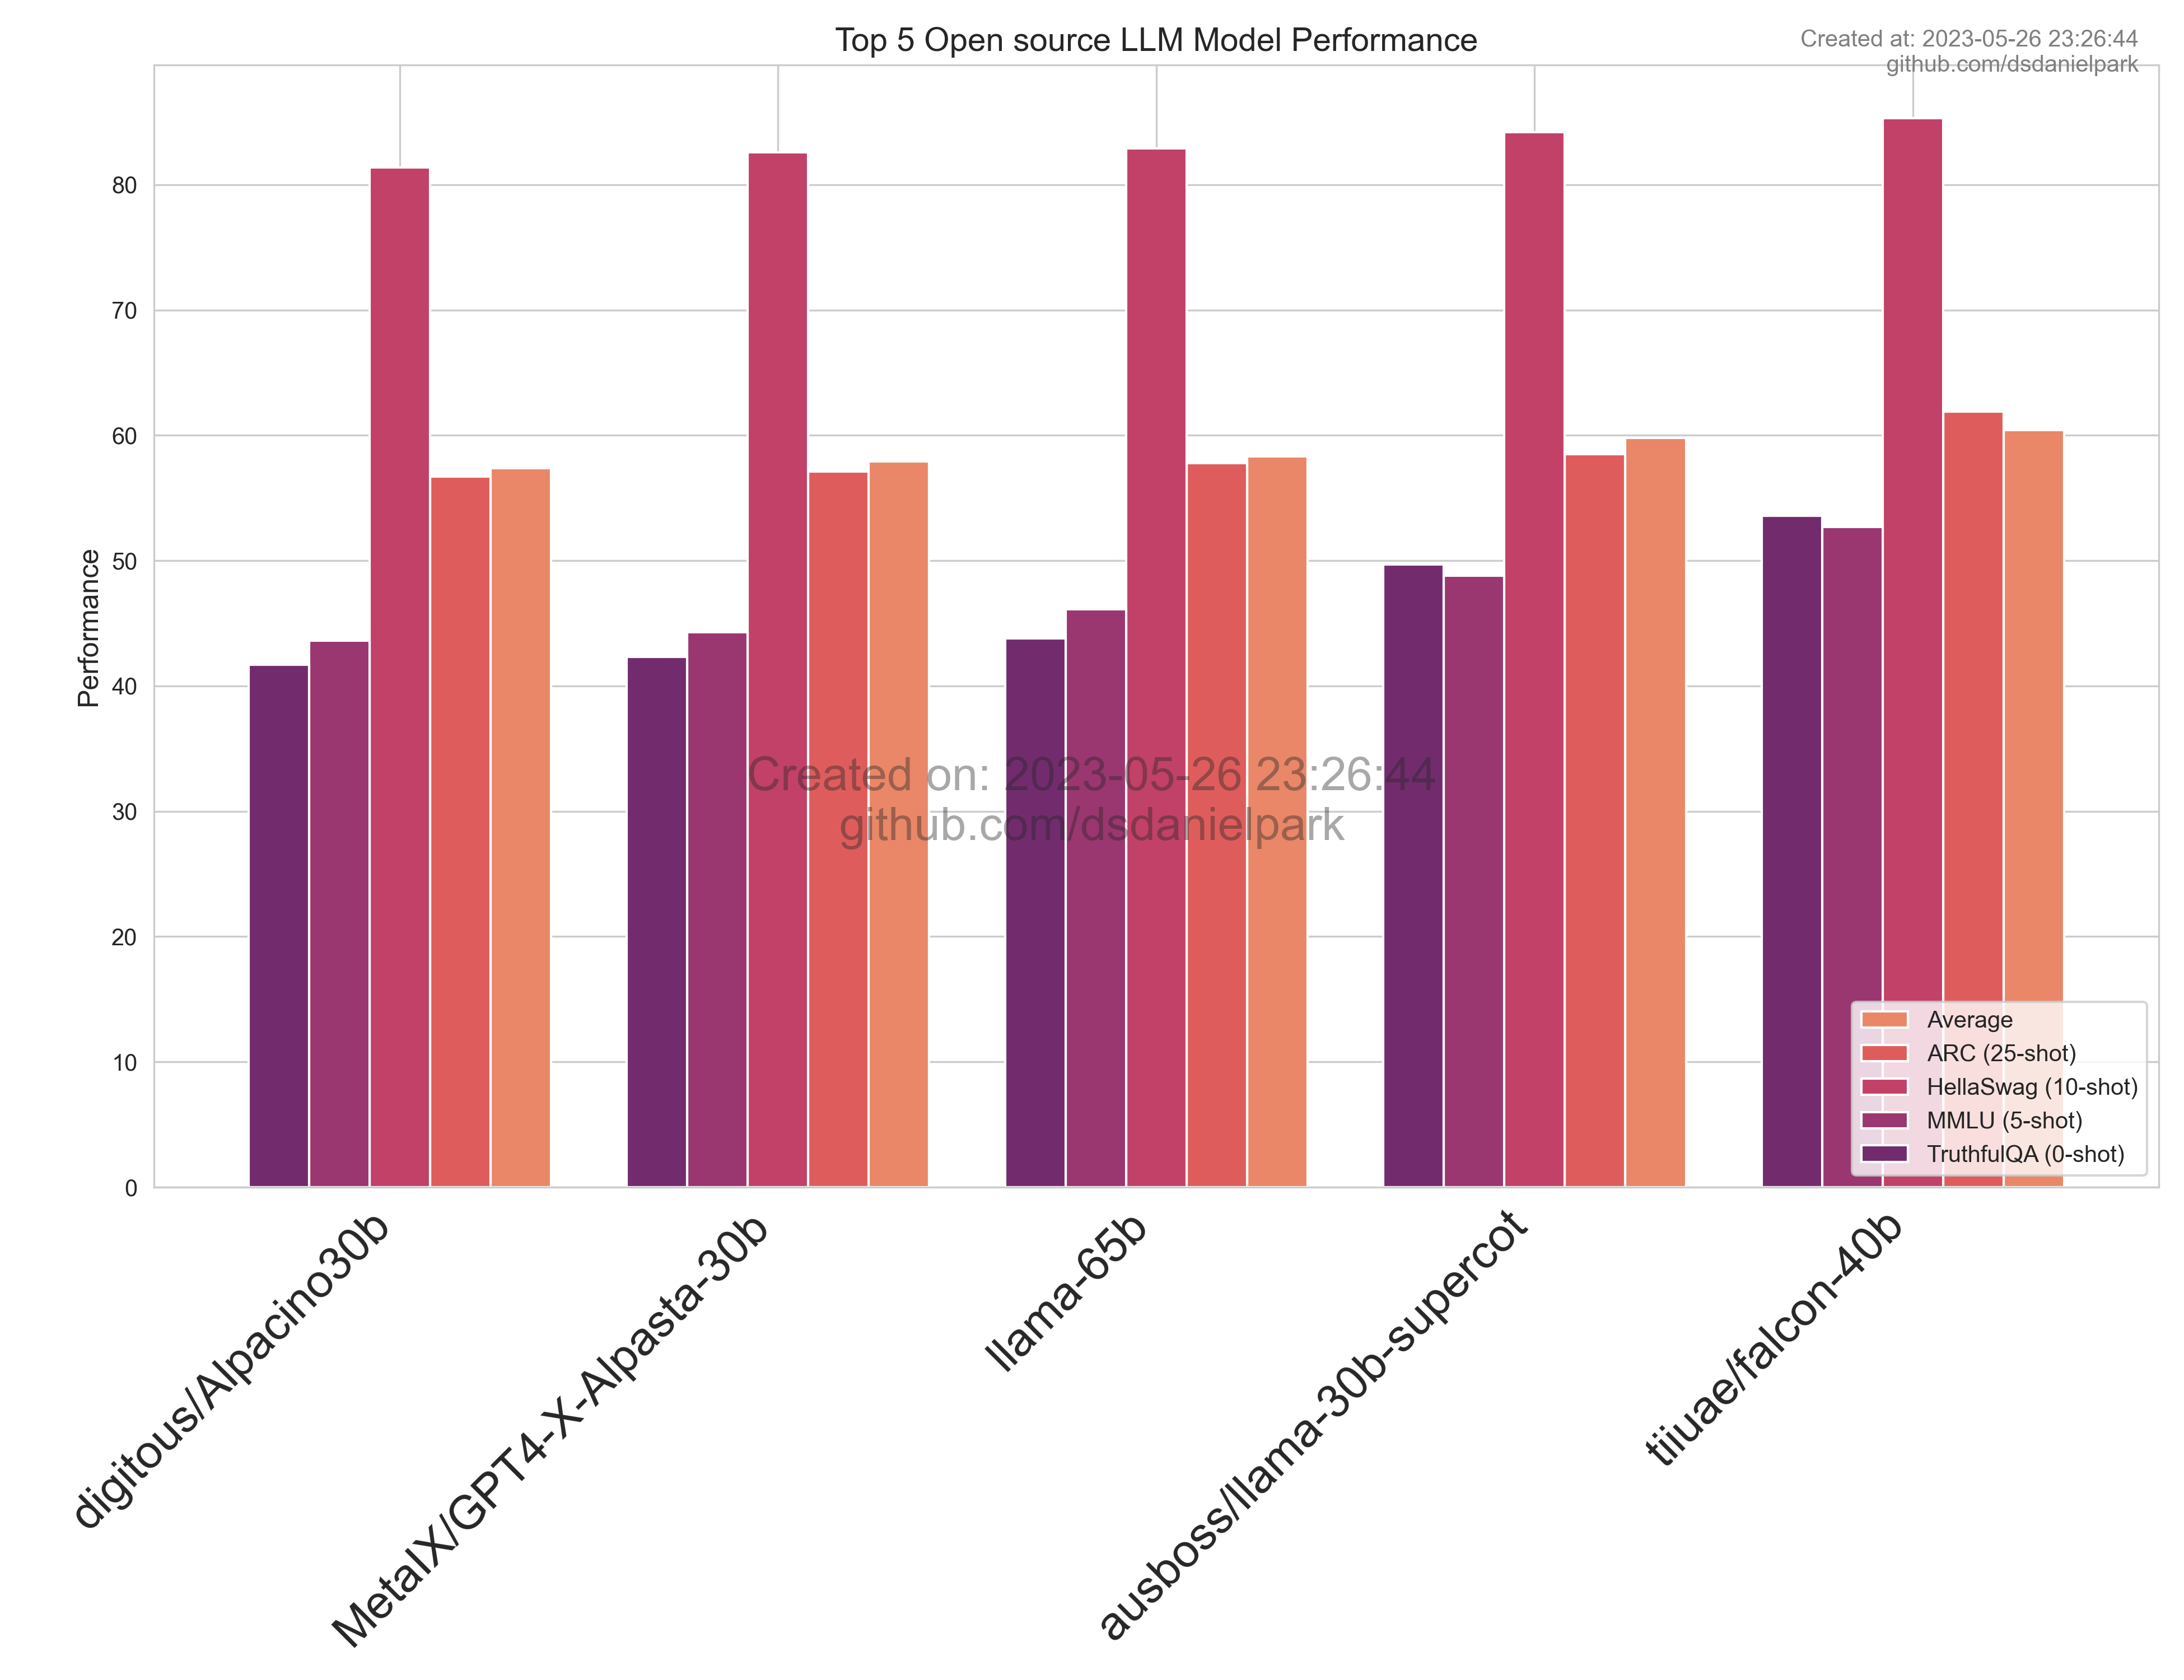 Top 5 Open source LLM Model Performance
Created at: 2023-05-26 23:26:44
github.com/dsdanielpark
Performance
80
70
60
50
40
30
20
10
0
Created on: 2023-05-26 23:26:44
github.com/dsdanielpark
Average
ARC (25-shot)
HellaSwag (10-shot)
MMLU (5-shot)
TruthfulQA (0-shot)
digitous/Alpacino30b
MetaIX/GPT4-X-Alpasta-30b
llama-65b
ausboss/llama-30b-supercot
tiiuae/falcon-40b